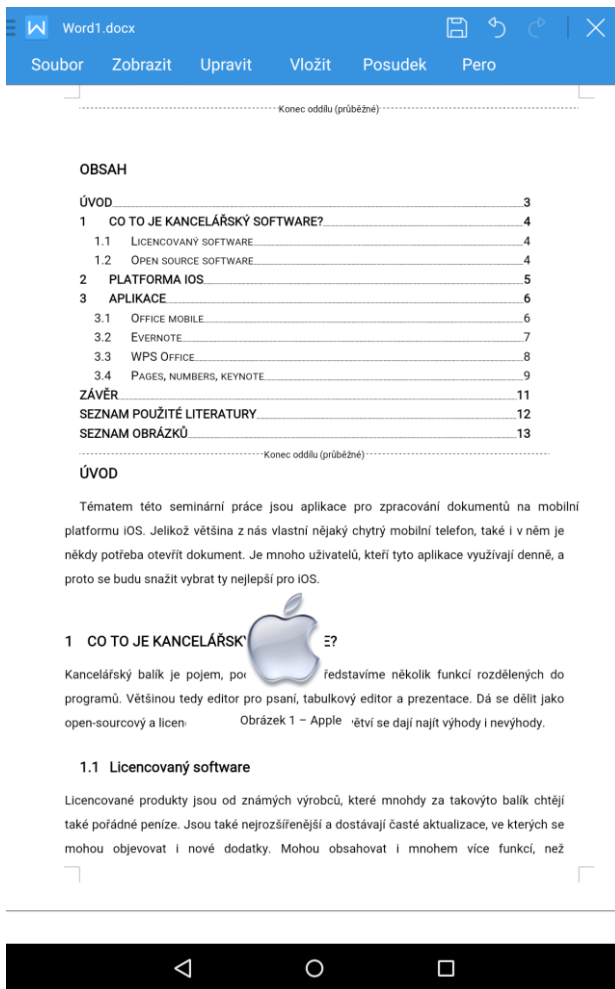 Word1.docx
Soubor Zobrazit Upravit Vložit Posudek Pero
Konec oddílu (průběžné)
OBSAH
ÚVOD 3
1 CO TO JE KANCELÁŘSKÝ SOFTWARE? 4
1.1 LICENCOVANÝ SOFTWARE 4
1.2 OPEN SOURCE SOFTWARE 4
2 PLATFORMA IOS 5
3 APLIKACE 6
3.1 OFFICE MOBILE 6
3.2 EVERNOTE 7
3.3 WPS OFFICE 8
3.4 PAGES, NUMBERS, KEYNOTE 9
ZÁVĚR 11
SEZNAM POUŽITÉ LITERATURY 12
SEZNAM OBRÁZKŮ 13
Konec oddílu (průběžné)
ÚVOD
Tématem této seminární práce jsou aplikace pro zpracování dokumentů na mobilní
platformu iOS. Jelikož většina z nás vlastní nějaký chytrý mobilní telefon, také i v něm je
někdy potřeba otevřít dokument. Je mnoho uživatelů, kteří tyto aplikace využívají denně, a
proto se budu snažit vybrat ty nejlepší pro iOS.
1 CO TO JE KANCELÁŘSK E?
Kancelářský balík je pojem, představíme několik funkcí rozdělených do
programů. Většinou tedy editor pro psaní, tabulkový editor a prezentace. Dá se dělit jako
open-sourcový a licen Obrázek 1 – Apple větví se dají najít výhody i nevýhody.
1.1 Licencovaný software
Licencované produkty jsou od známých výrobců, které mnohdy za takovýto balík chtějí
také pořádné peníze. Jsou také nejrozšířenější a dostávají časté aktualizace, ve kterých se
mohou objevovat i nové dodatky. Mohou obsahovat i mnohem více funkcí, než